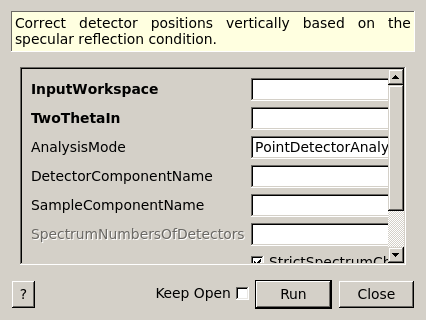 Correct detector positions vertically based on the
specular reflection condition.
InputWorkspace
TwoThetaIn
AnalysisMode PointDetectorAnaly
DetectorComponentName
SampleComponentName
SpectrumNumbersOfDetectors
StrictSpectrumCh
? Keep Open Run Close